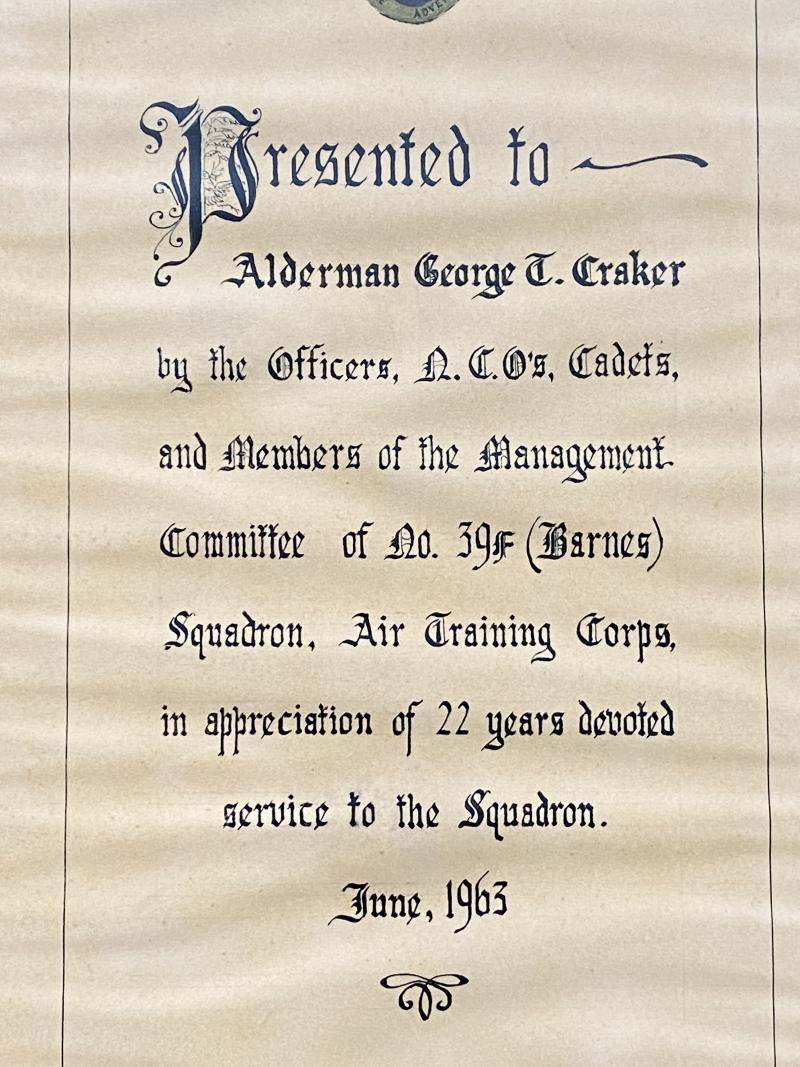 Presented to
Alderman George T. Craker
by the Officers, N.C.O's, Cadets,
and Members of the Management
Committee of No. 39F (Barnes)
Squadron, Air Training Corps,
in appreciation of 22 years devoted
service to the Squadron.
June, 1963